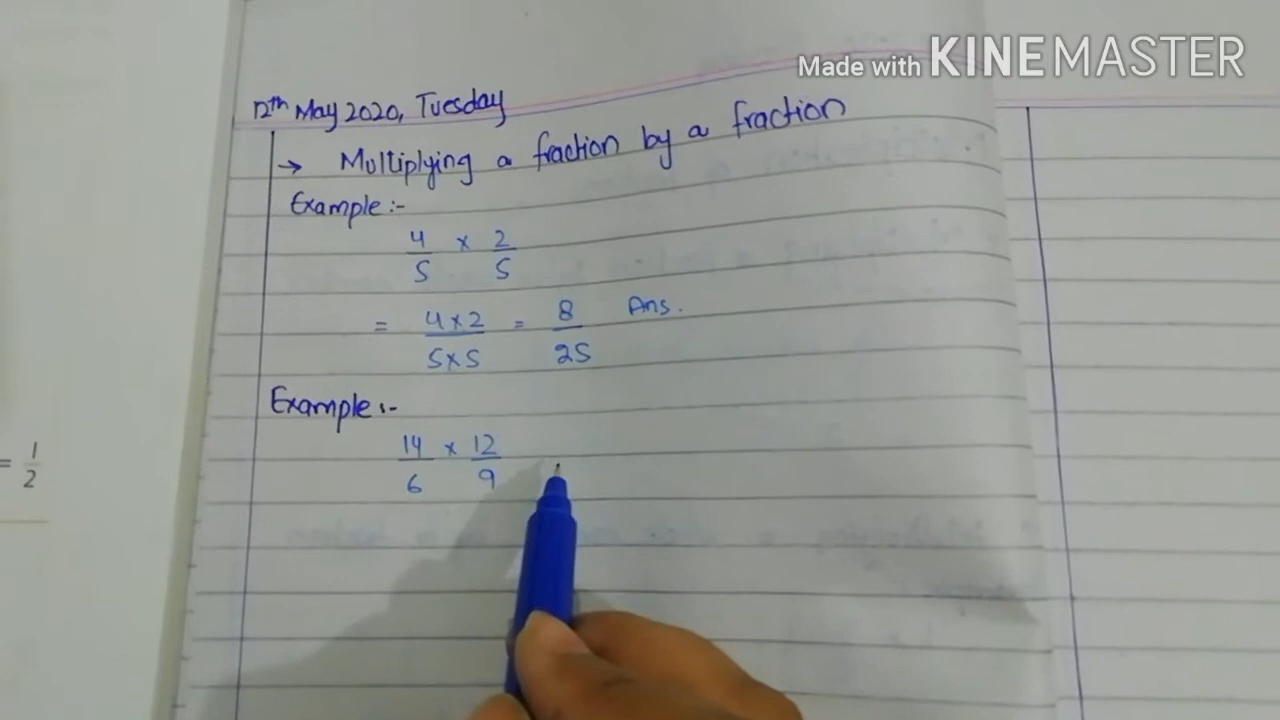 Made with KINEMASTER
12th May 2020, Tuesday
→ Multiplying a fraction by a fraction
Example:-
4/5 × 2/5
= 4×2/5×5 = 8/25 Ans.
Example:-
14/6 × 12/9
= 1/2